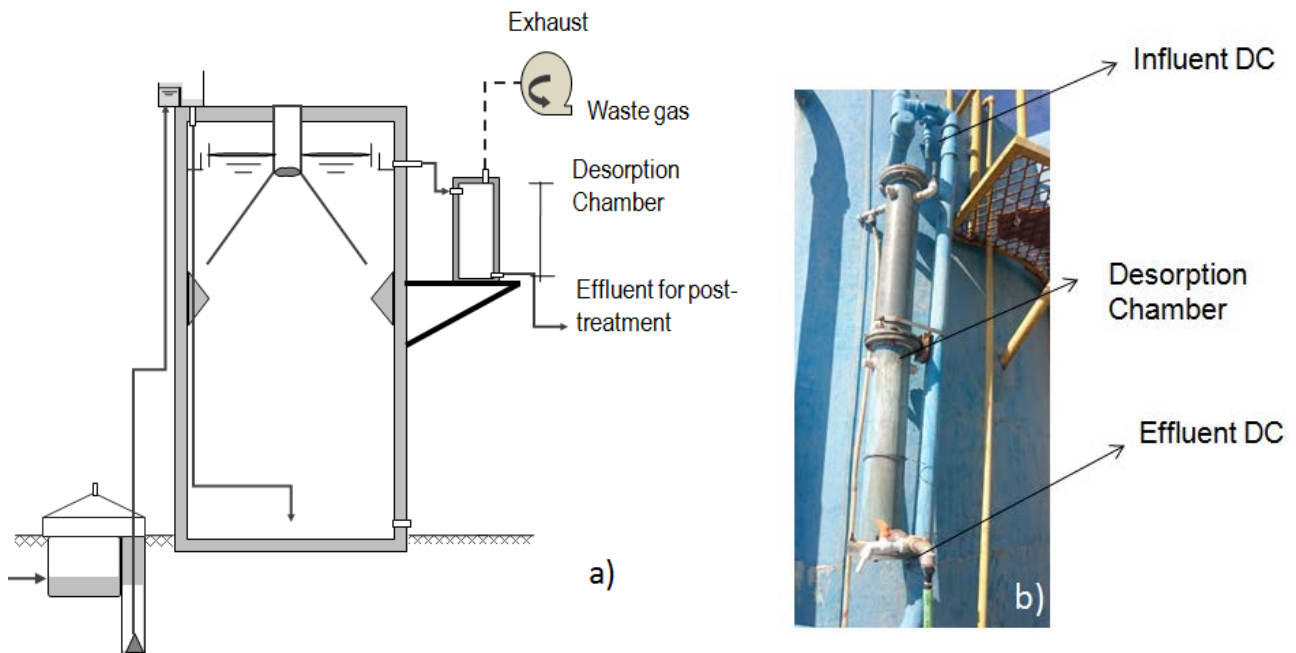 Exhaust
Waste gas
Desorption
Chamber
Effluent for post-
treatment
a)
Influent DC
Desorption
Chamber
Effluent DC
b)